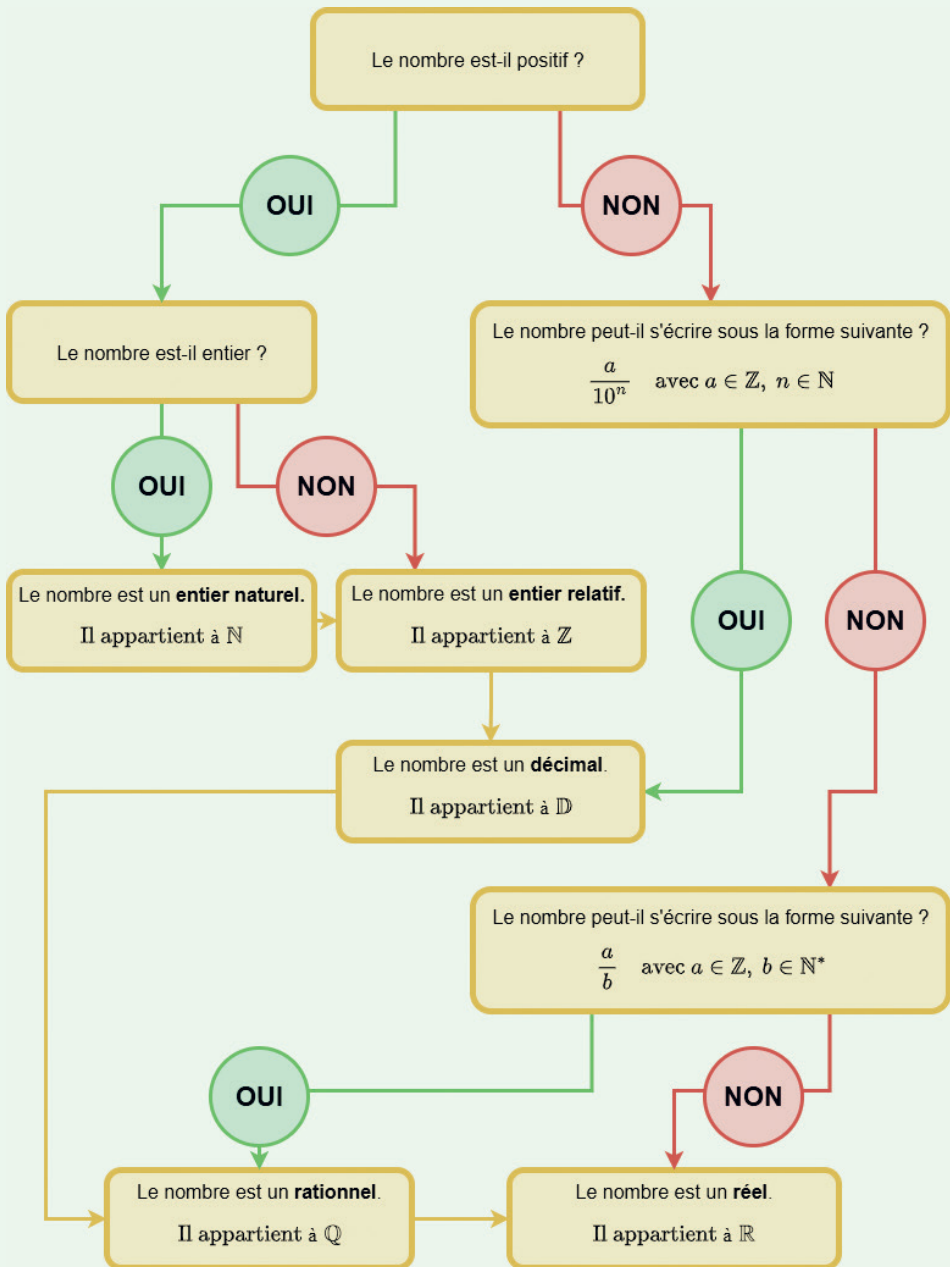 Le nombre est-il positif ?
OUI
NON
Le nombre est-il entier ?
Le nombre peut-il s'écrire sous la forme suivante ?
a/10^n avec a ∈ ℤ, n ∈ ℕ
OUI
NON
Le nombre est un entier naturel.
Il appartient à ℕ
Le nombre est un entier relatif.
Il appartient à ℤ
OUI
NON
Le nombre est un décimal.
Il appartient à 𝔻
Le nombre peut-il s'écrire sous la forme suivante ?
a/b avec a ∈ ℤ, b ∈ ℕ*
OUI
NON
Le nombre est un rationnel.
Il appartient à ℚ
Le nombre est un réel.
Il appartient à ℝ